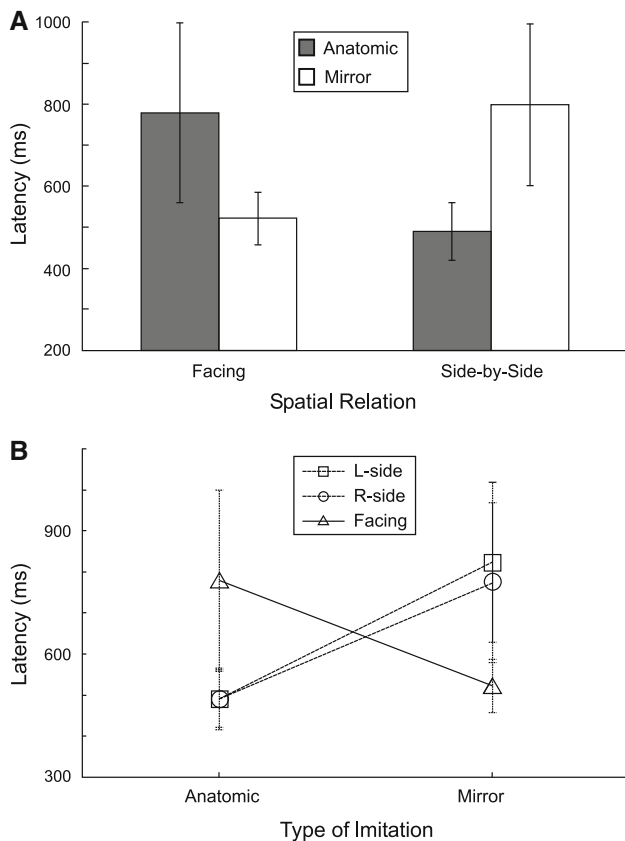 A
1000
800
600
400
200
Latency (ms)
Anatomic
Mirror
Facing
Side-by-Side
Spatial Relation
B
900
600
300
Latency (ms)
L-side
R-side
Facing
Anatomic
Mirror
Type of Imitation